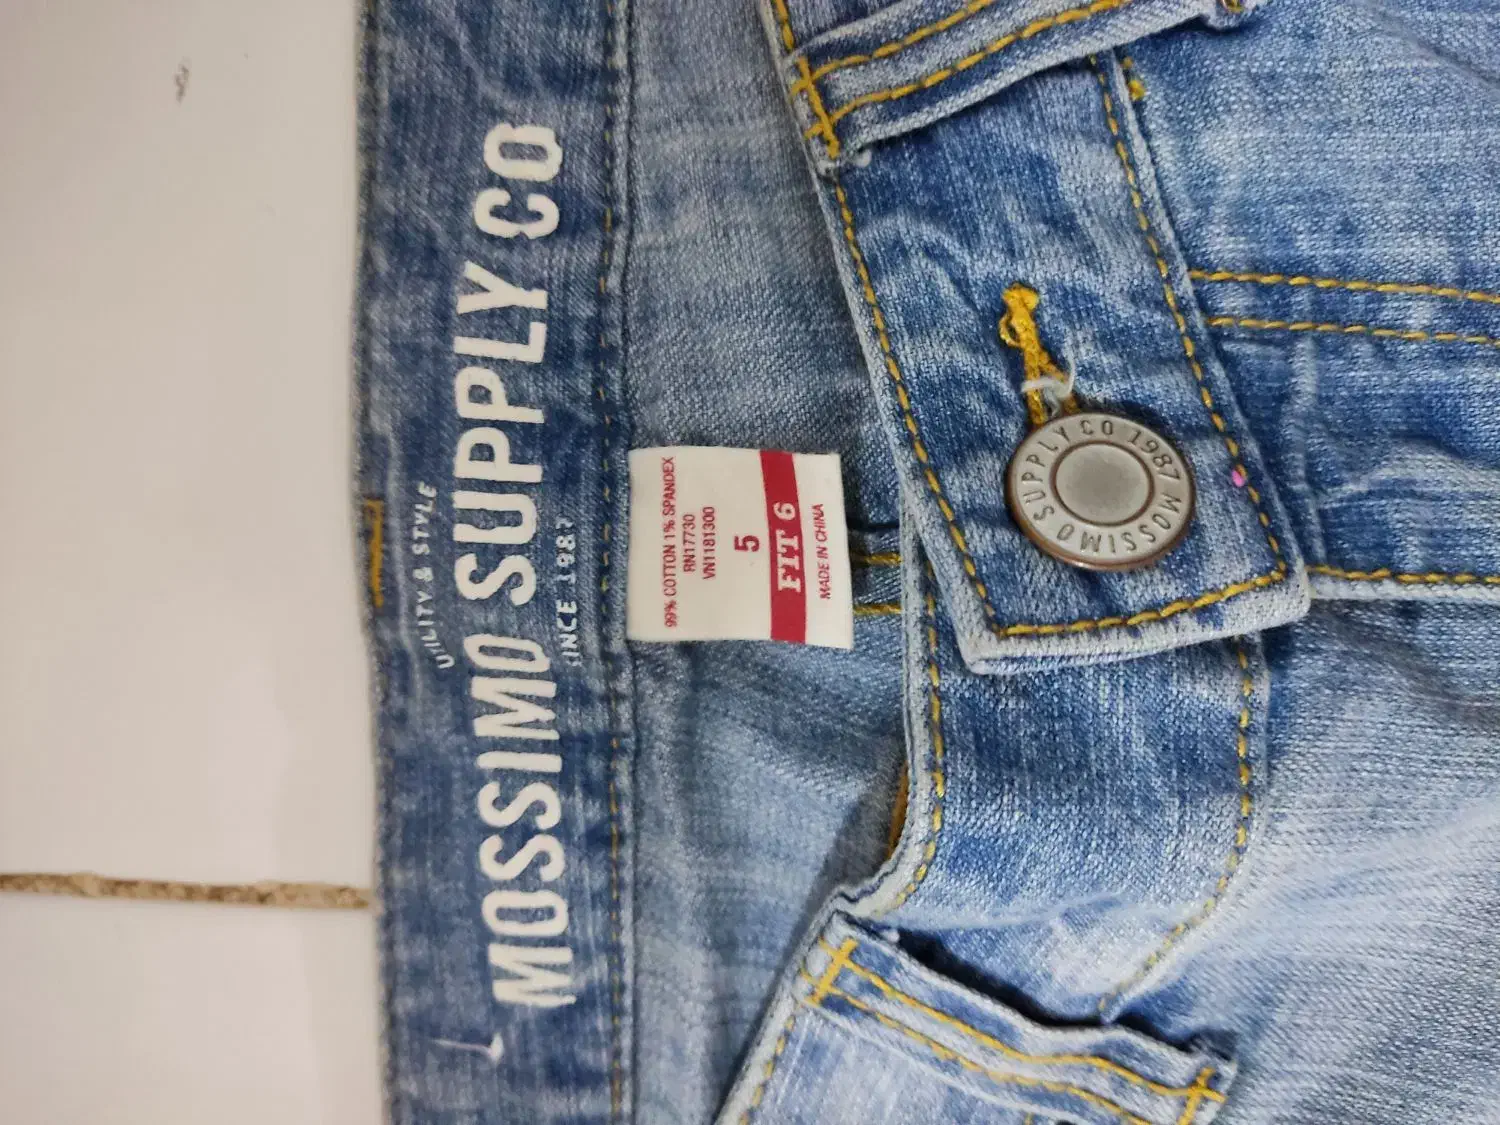 UTILITY & STYLE
MOSSIMO SUPPLY CO
SINCE 1987
99% COTTON 1% SPANDEX
RN17730
VN1181300
5
FIT 6
MADE IN CHINA
MOSSIMO SUPPLY CO 1987